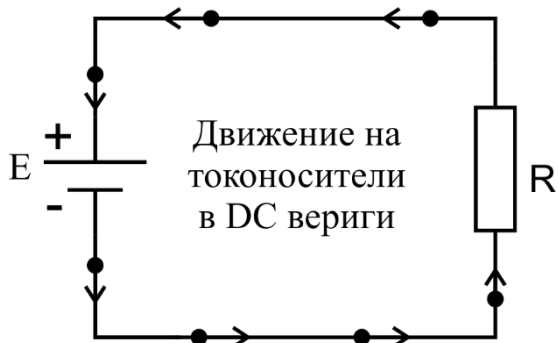 +
E
-
Движение на
токоносители
в DC вериги
R